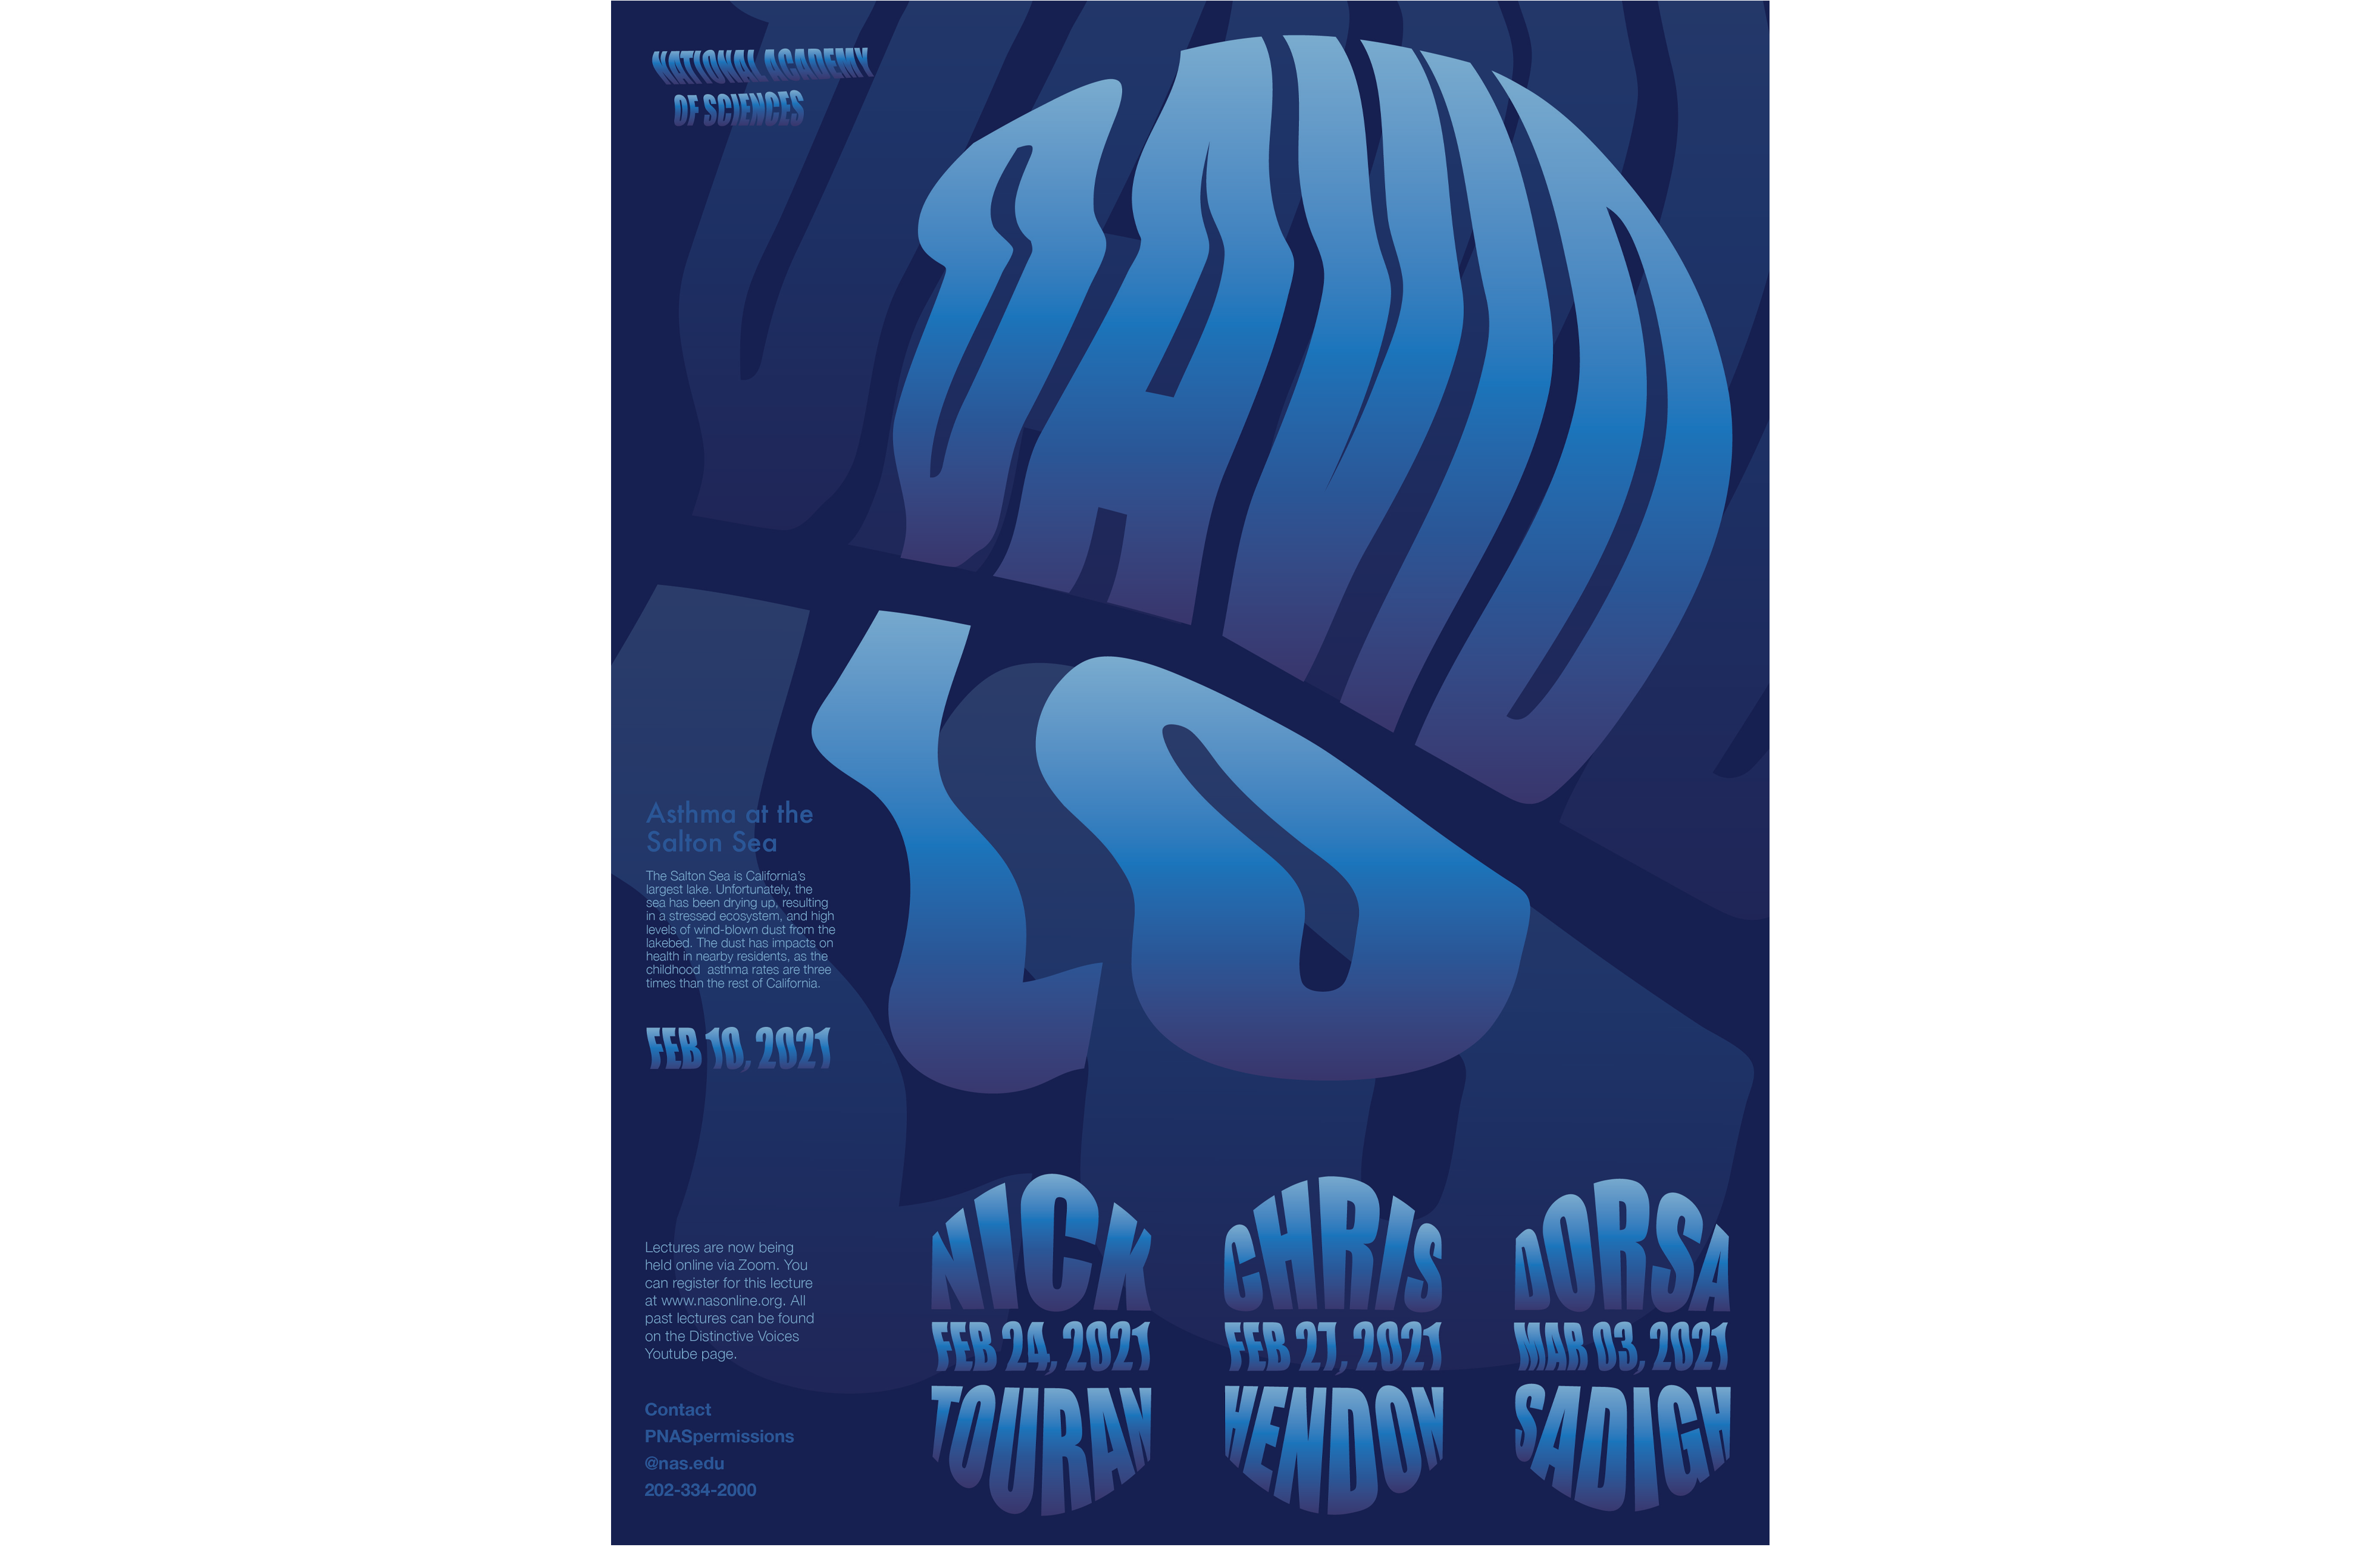 NATIONAL ACADEMY
OF SCIENCES
DAVID
LO
Asthma at the
Salton Sea
The Salton Sea is California’s
largest lake. Unfortunately, the
sea has been drying up, resulting
in a stressed ecosystem, and high
levels of wind-blown dust from the
lakebed. The dust has impacts on
health in nearby residents, as the
childhood  asthma rates are three
times than the rest of California.
FEB 10, 2021
Lectures are now being
held online via Zoom. You
can register for this lecture
at www.nasonline.org. All
past lectures can be found
on the Distinctive Voices
Youtube page.
Contact
PNASpermissions
@nas.edu
202-334-2000
NICK
FEB 24, 2021
TOURAN
CHRIS
FEB 27, 2021
HENDON
DORSA
MAR 03, 2021
SADIGH